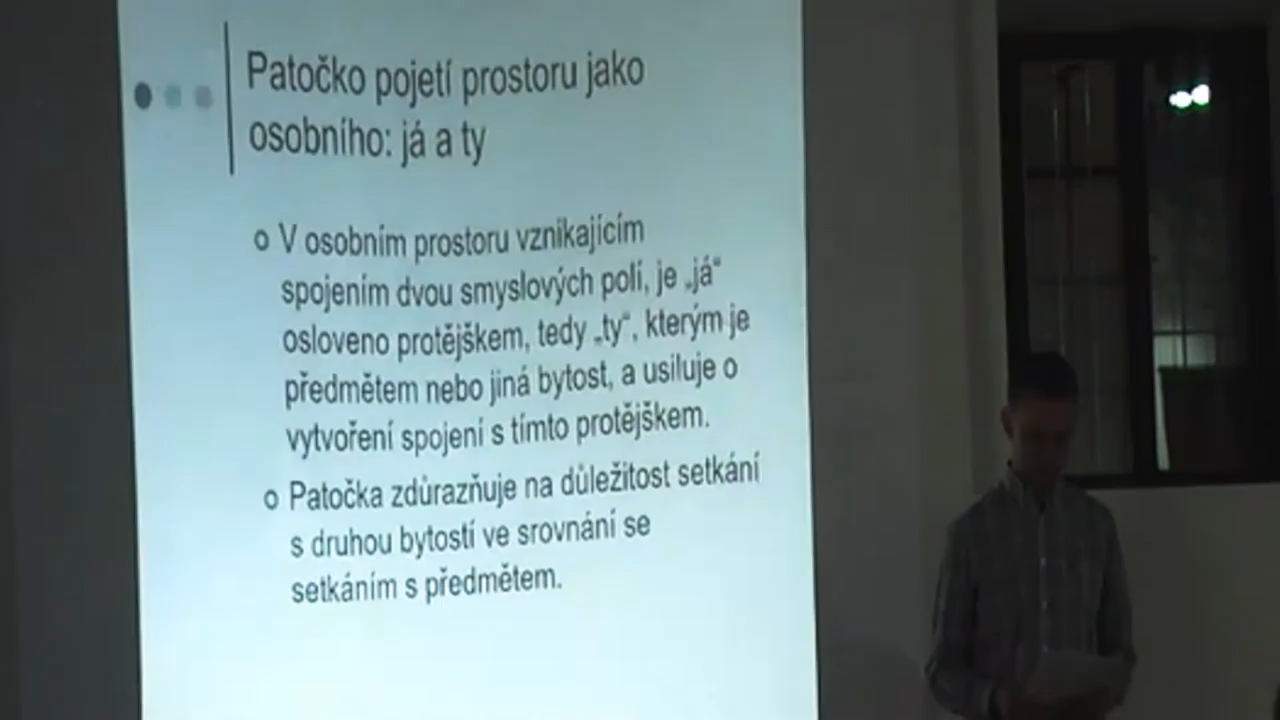 Patočko pojetí prostoru jako
osobního: já a ty
V osobním prostoru vznikajícím
spojením dvou smyslových polí, je „já“
osloveno protějškem, tedy „ty“, kterým je
předmětem nebo jiná bytost, a usiluje o
vytvoření spojení s tímto protějškem.
Patočka zdůrazňuje na důležitost setkání
s druhou bytostí ve srovnání se
setkáním s předmětem.